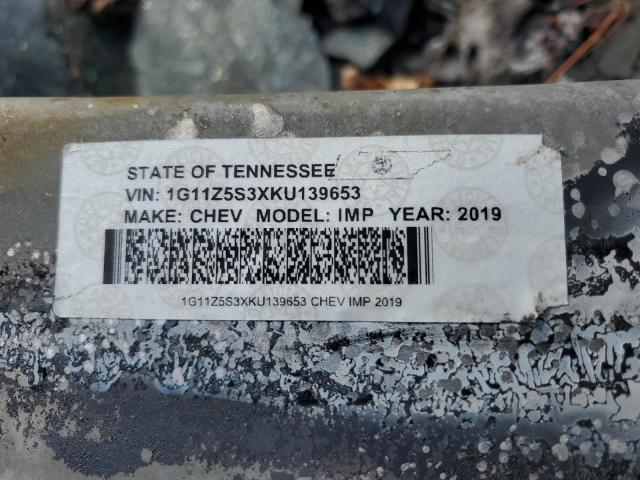 STATE OF TENNESSEE
VIN: 1G11Z5S3XKU139653
MAKE: CHEV MODEL: IMP YEAR: 2019
1G11Z5S3XKU139653 CHEV IMP 2019